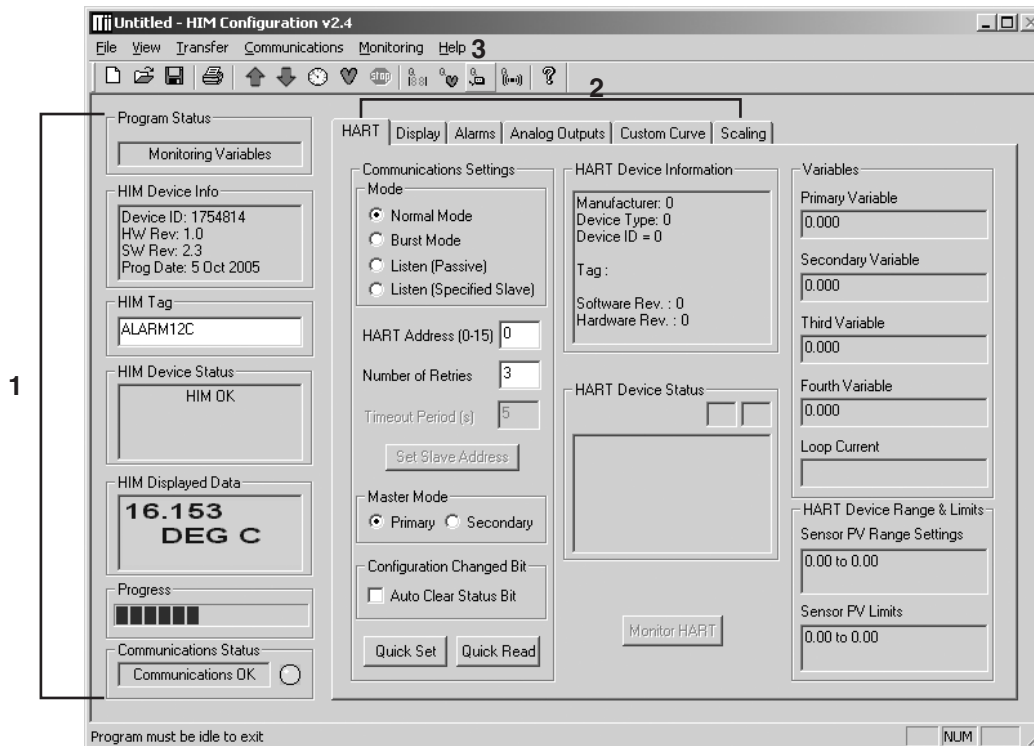 Untitled - HIM Configuration v2.4
File View Transfer Communications Monitoring Help 3
stop
2
1
Program Status
Monitoring Variables
HIM Device Info
Device ID: 1754814
HW Rev: 1.0
SW Rev: 2.3
Prog Date: 5 Oct 2005
HIM Tag
ALARM12C
HIM Device Status
HIM OK
HIM Displayed Data
16.153
DEG C
Progress
Communications Status
Communications OK
HART Display Alarms Analog Outputs Custom Curve Scaling
Communications Settings
Mode
Normal Mode
Burst Mode
Listen (Passive)
Listen (Specified Slave)
HART Address (0-15) 0
Number of Retries 3
Timeout Period (s) 5
Set Slave Address
Master Mode
Primary Secondary
Configuration Changed Bit
Auto Clear Status Bit
Quick Set Quick Read
HART Device Information
Manufacturer: 0
Device Type: 0
Device ID = 0
Tag :
Software Rev. : 0
Hardware Rev. : 0
HART Device Status
Monitor HART
Variables
Primary Variable
0.000
Secondary Variable
0.000
Third Variable
0.000
Fourth Variable
0.000
Loop Current
HART Device Range & Limits
Sensor PV Range Settings
0.00 to 0.00
Sensor PV Limits
0.00 to 0.00
Program must be idle to exit
NUM